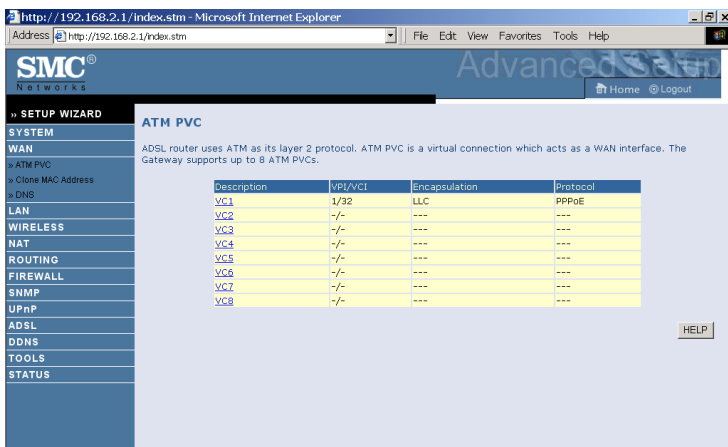 http://192.168.2.1/index.stm - Microsoft Internet Explorer
Address http://192.168.2.1/index.stm File Edit View Favorites Tools Help
SMC®
Networks
Advanced Setup
Home Logout
» SETUP WIZARD
SYSTEM
WAN
» ATM PVC
» Clone MAC Address
» DNS
LAN
WIRELESS
NAT
ROUTING
FIREWALL
SNMP
UPnP
ADSL
DDNS
TOOLS
STATUS
ATM PVC
ADSL router uses ATM as its layer 2 protocol. ATM PVC is a virtual connection which acts as a WAN interface. The
Gateway supports up to 8 ATM PVCs.
Description VPI/VCI Encapsulation Protocol
VC1 1/32 LLC PPPoE
VC2 -/- --- ---
VC3 -/- --- ---
VC4 -/- --- ---
VC5 -/- --- ---
VC6 -/- --- ---
VC7 -/- --- ---
VC8 -/- --- ---
HELP